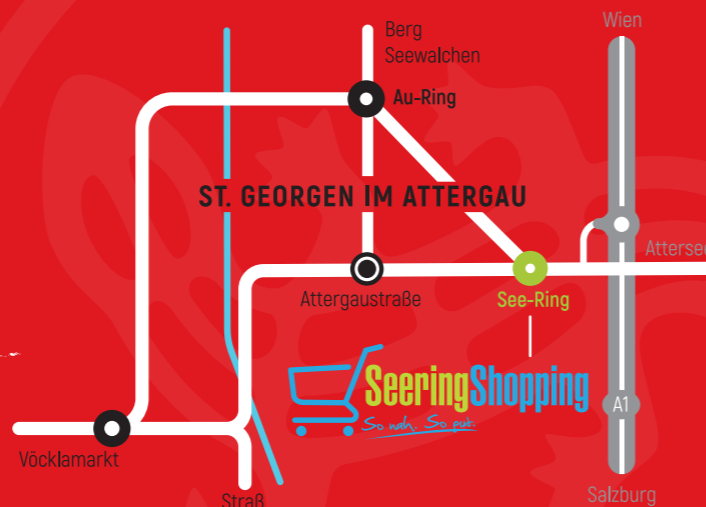 Wien
Berg
Seewalchen
Au-Ring
ST. GEORGEN IM ATTERGAU
Attersee
Attergaustraße
See-Ring
SeeringShopping
So nah. So gut.
A1
Vöcklamarkt
Straß
Salzburg